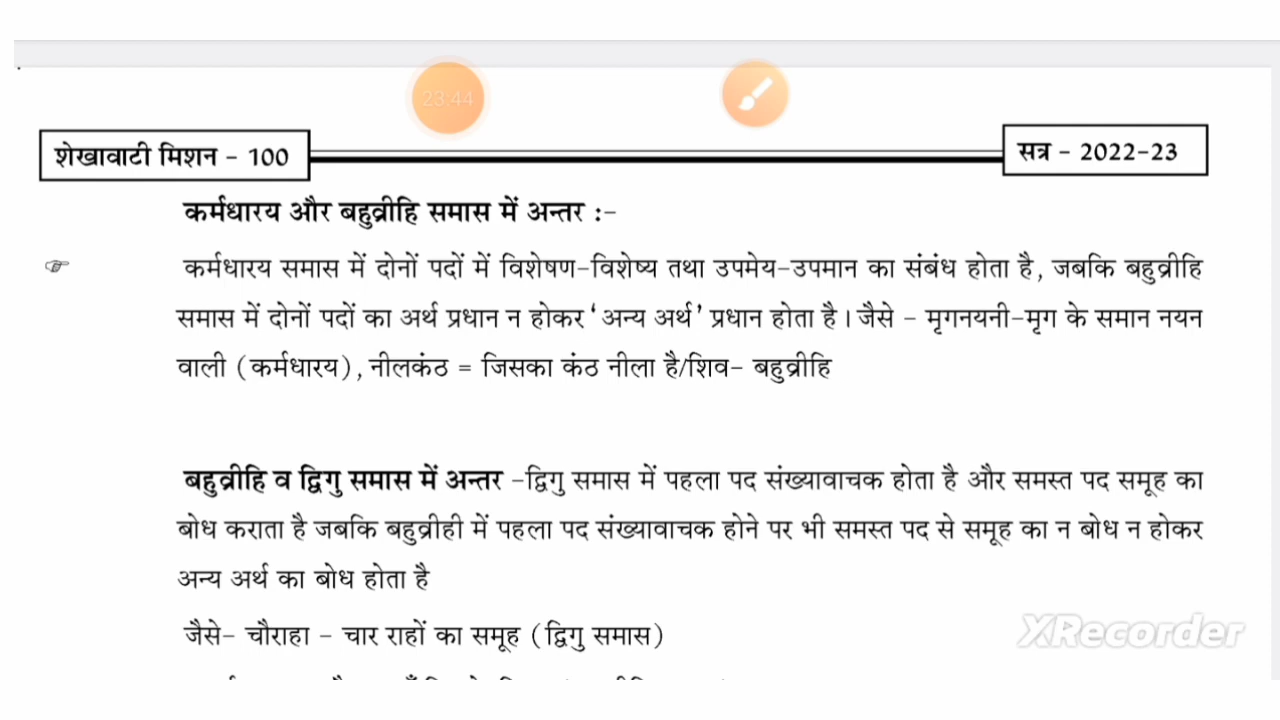 23:44
शेखावाटी मिशन - 100
सत्र - 2022-23
कर्मधारय और बहुव्रीहि समास में अन्तर :-
कर्मधारय समास में दोनों पदों में विशेषण-विशेष्य तथा उपमेय-उपमान का संबंध होता है, जबकि बहुव्रीहि
समास में दोनों पदों का अर्थ प्रधान न होकर ‘अन्य अर्थ’ प्रधान होता है। जैसे - मृगनयनी-मृग के समान नयन
वाली (कर्मधारय), नीलकंठ = जिसका कंठ नीला है/शिव- बहुव्रीहि
बहुव्रीहि व द्विगु समास में अन्तर -द्विगु समास में पहला पद संख्यावाचक होता है और समस्त पद समूह का
बोध कराता है जबकि बहुव्रीही में पहला पद संख्यावाचक होने पर भी समस्त पद से समूह का न बोध न होकर
अन्य अर्थ का बोध होता है
जैसे- चौराहा - चार राहों का समूह (द्विगु समास)
XRecorder